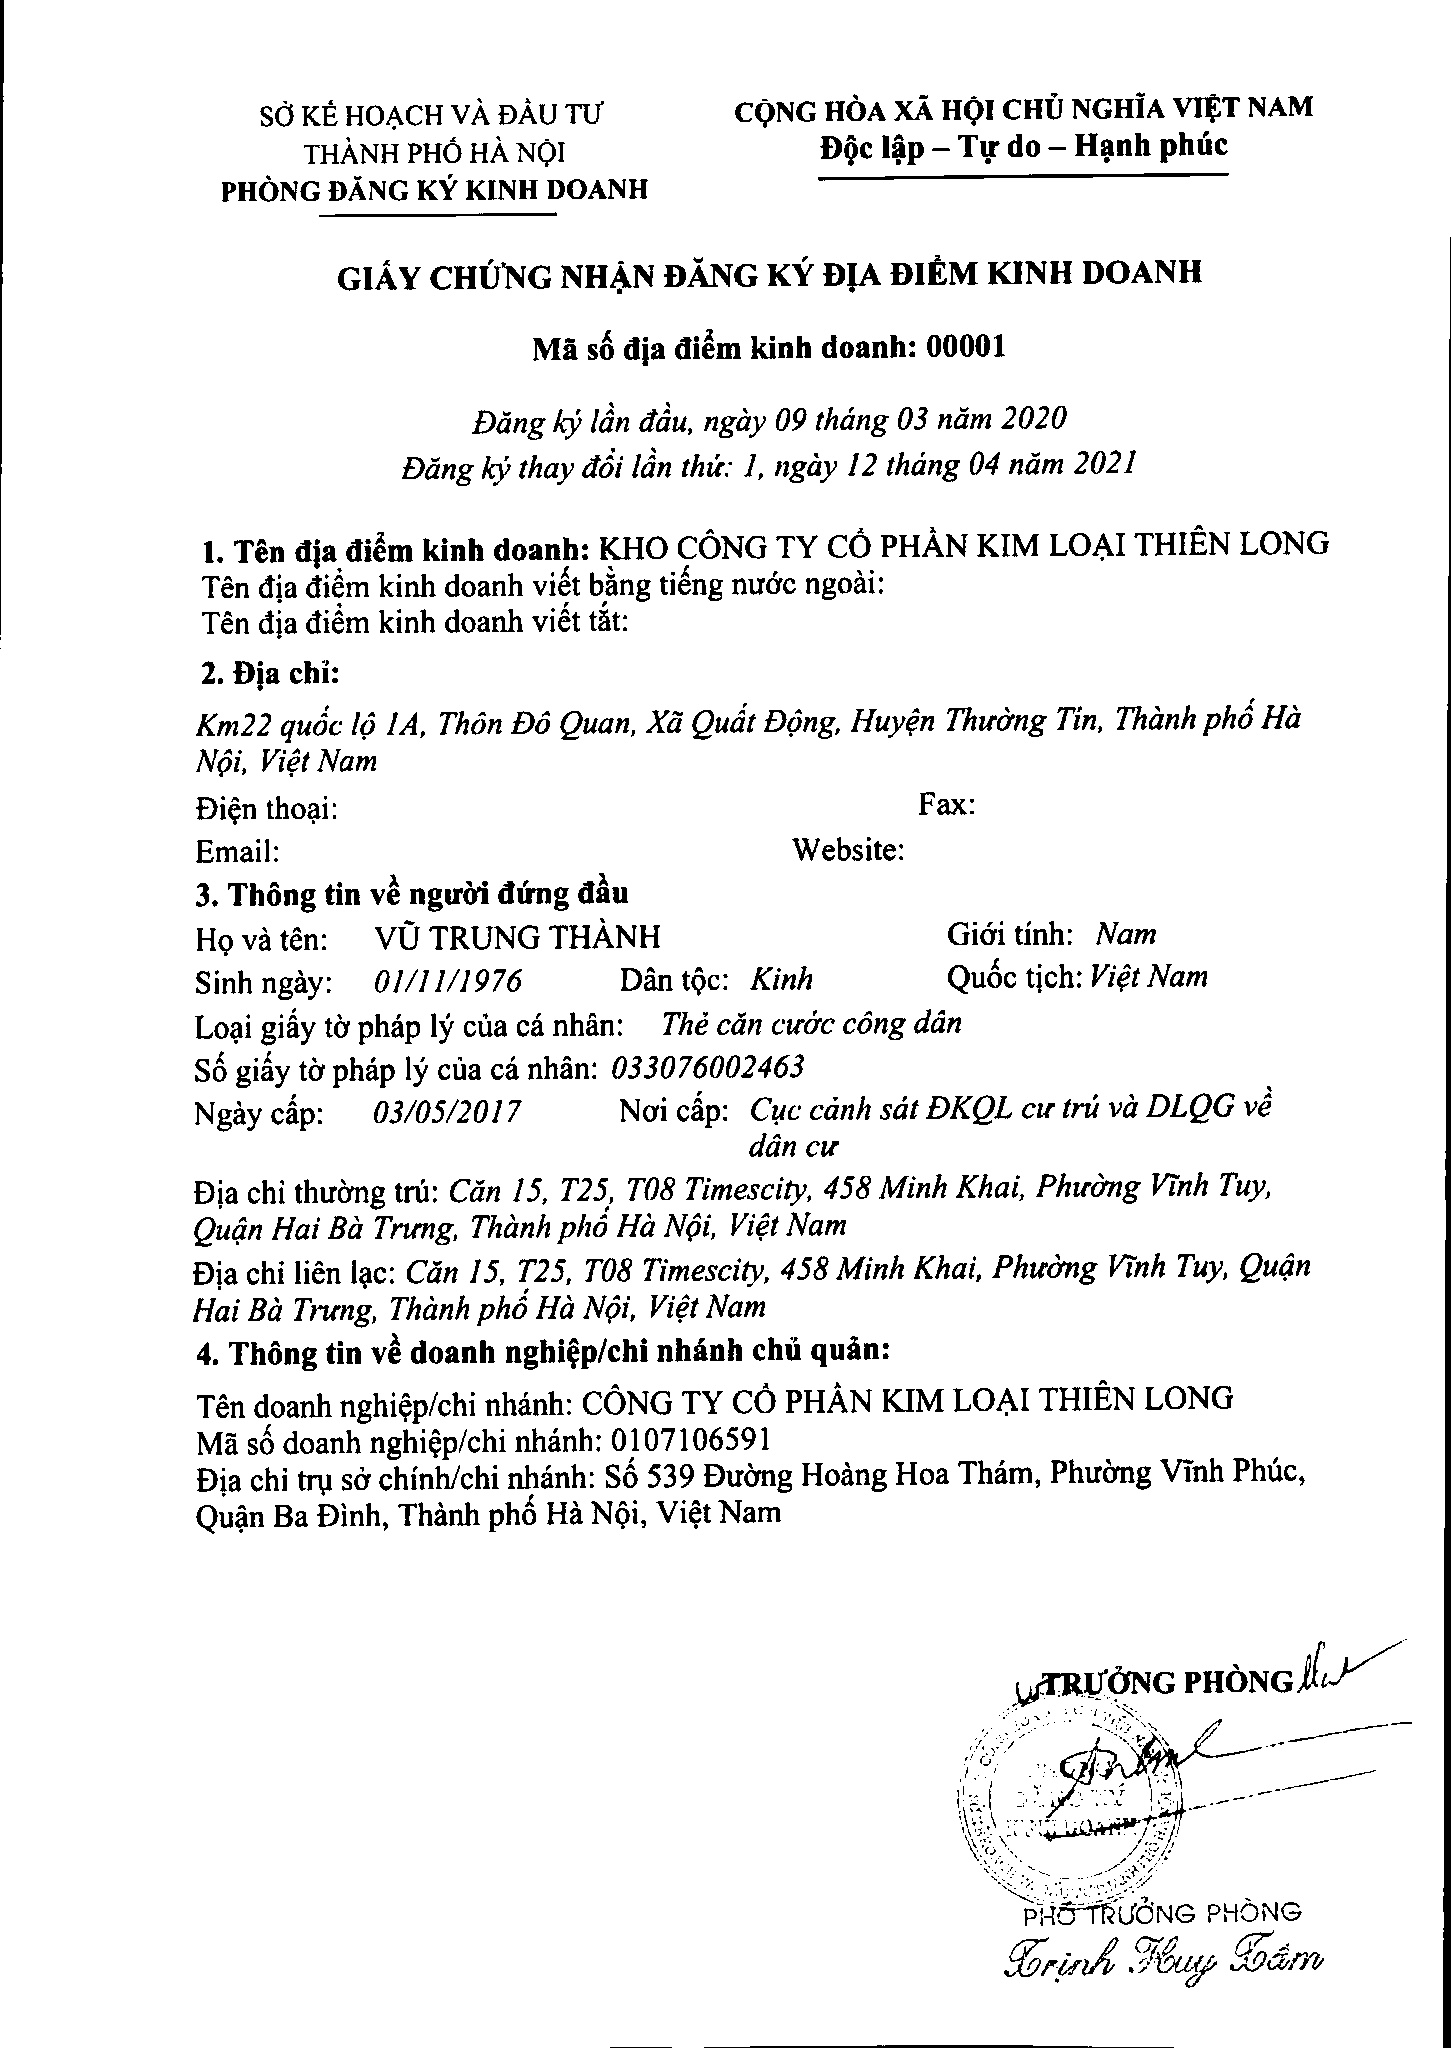 SỞ KẾ HOẠCH VÀ ĐẦU TƯ
THÀNH PHỐ HÀ NỘI
PHÒNG ĐĂNG KÝ KINH DOANH
CỘNG HÒA XÃ HỘI CHỦ NGHĨA VIỆT NAM
Độc lập – Tự do – Hạnh phúc
GIẤY CHỨNG NHẬN ĐĂNG KÝ ĐỊA ĐIỂM KINH DOANH
Mã số địa điểm kinh doanh: 00001
Đăng ký lần đầu, ngày 09 tháng 03 năm 2020
Đăng ký thay đổi lần thứ: 1, ngày 12 tháng 04 năm 2021
1. Tên địa điểm kinh doanh: KHO CÔNG TY CỔ PHẦN KIM LOẠI THIÊN LONG
Tên địa điểm kinh doanh viết bằng tiếng nước ngoài:
Tên địa điểm kinh doanh viết tắt:
2. Địa chỉ:
Km22 quốc lộ 1A, Thôn Đô Quan, Xã Quất Động, Huyện Thường Tín, Thành phố Hà
Nội, Việt Nam
Điện thoại: Fax:
Email: Website:
3. Thông tin về người đứng đầu
Họ và tên: VŨ TRUNG THÀNH Giới tính: Nam
Sinh ngày: 01/11/1976 Dân tộc: Kinh Quốc tịch: Việt Nam
Loại giấy tờ pháp lý của cá nhân: Thẻ căn cước công dân
Số giấy tờ pháp lý của cá nhân: 033076002463
Ngày cấp: 03/05/2017 Nơi cấp: Cục cảnh sát ĐKQL cư trú và DLQG về
dân cư
Địa chỉ thường trú: Căn 15, T25, T08 Timescity, 458 Minh Khai, Phường Vĩnh Tuy,
Quận Hai Bà Trưng, Thành phố Hà Nội, Việt Nam
Địa chỉ liên lạc: Căn 15, T25, T08 Timescity, 458 Minh Khai, Phường Vĩnh Tuy, Quận
Hai Bà Trưng, Thành phố Hà Nội, Việt Nam
4. Thông tin về doanh nghiệp/chi nhánh chủ quản:
Tên doanh nghiệp/chi nhánh: CÔNG TY CỔ PHẦN KIM LOẠI THIÊN LONG
Mã số doanh nghiệp/chi nhánh: 0107106591
Địa chỉ trụ sở chính/chi nhánh: Số 539 Đường Hoàng Hoa Thám, Phường Vĩnh Phúc,
Quận Ba Đình, Thành phố Hà Nội, Việt Nam
TRƯỞNG PHÒNG
ĐĂNG KÝ
KINH DOANH
PHÓ TRƯỞNG PHÒNG
Trịnh Huy Tâm